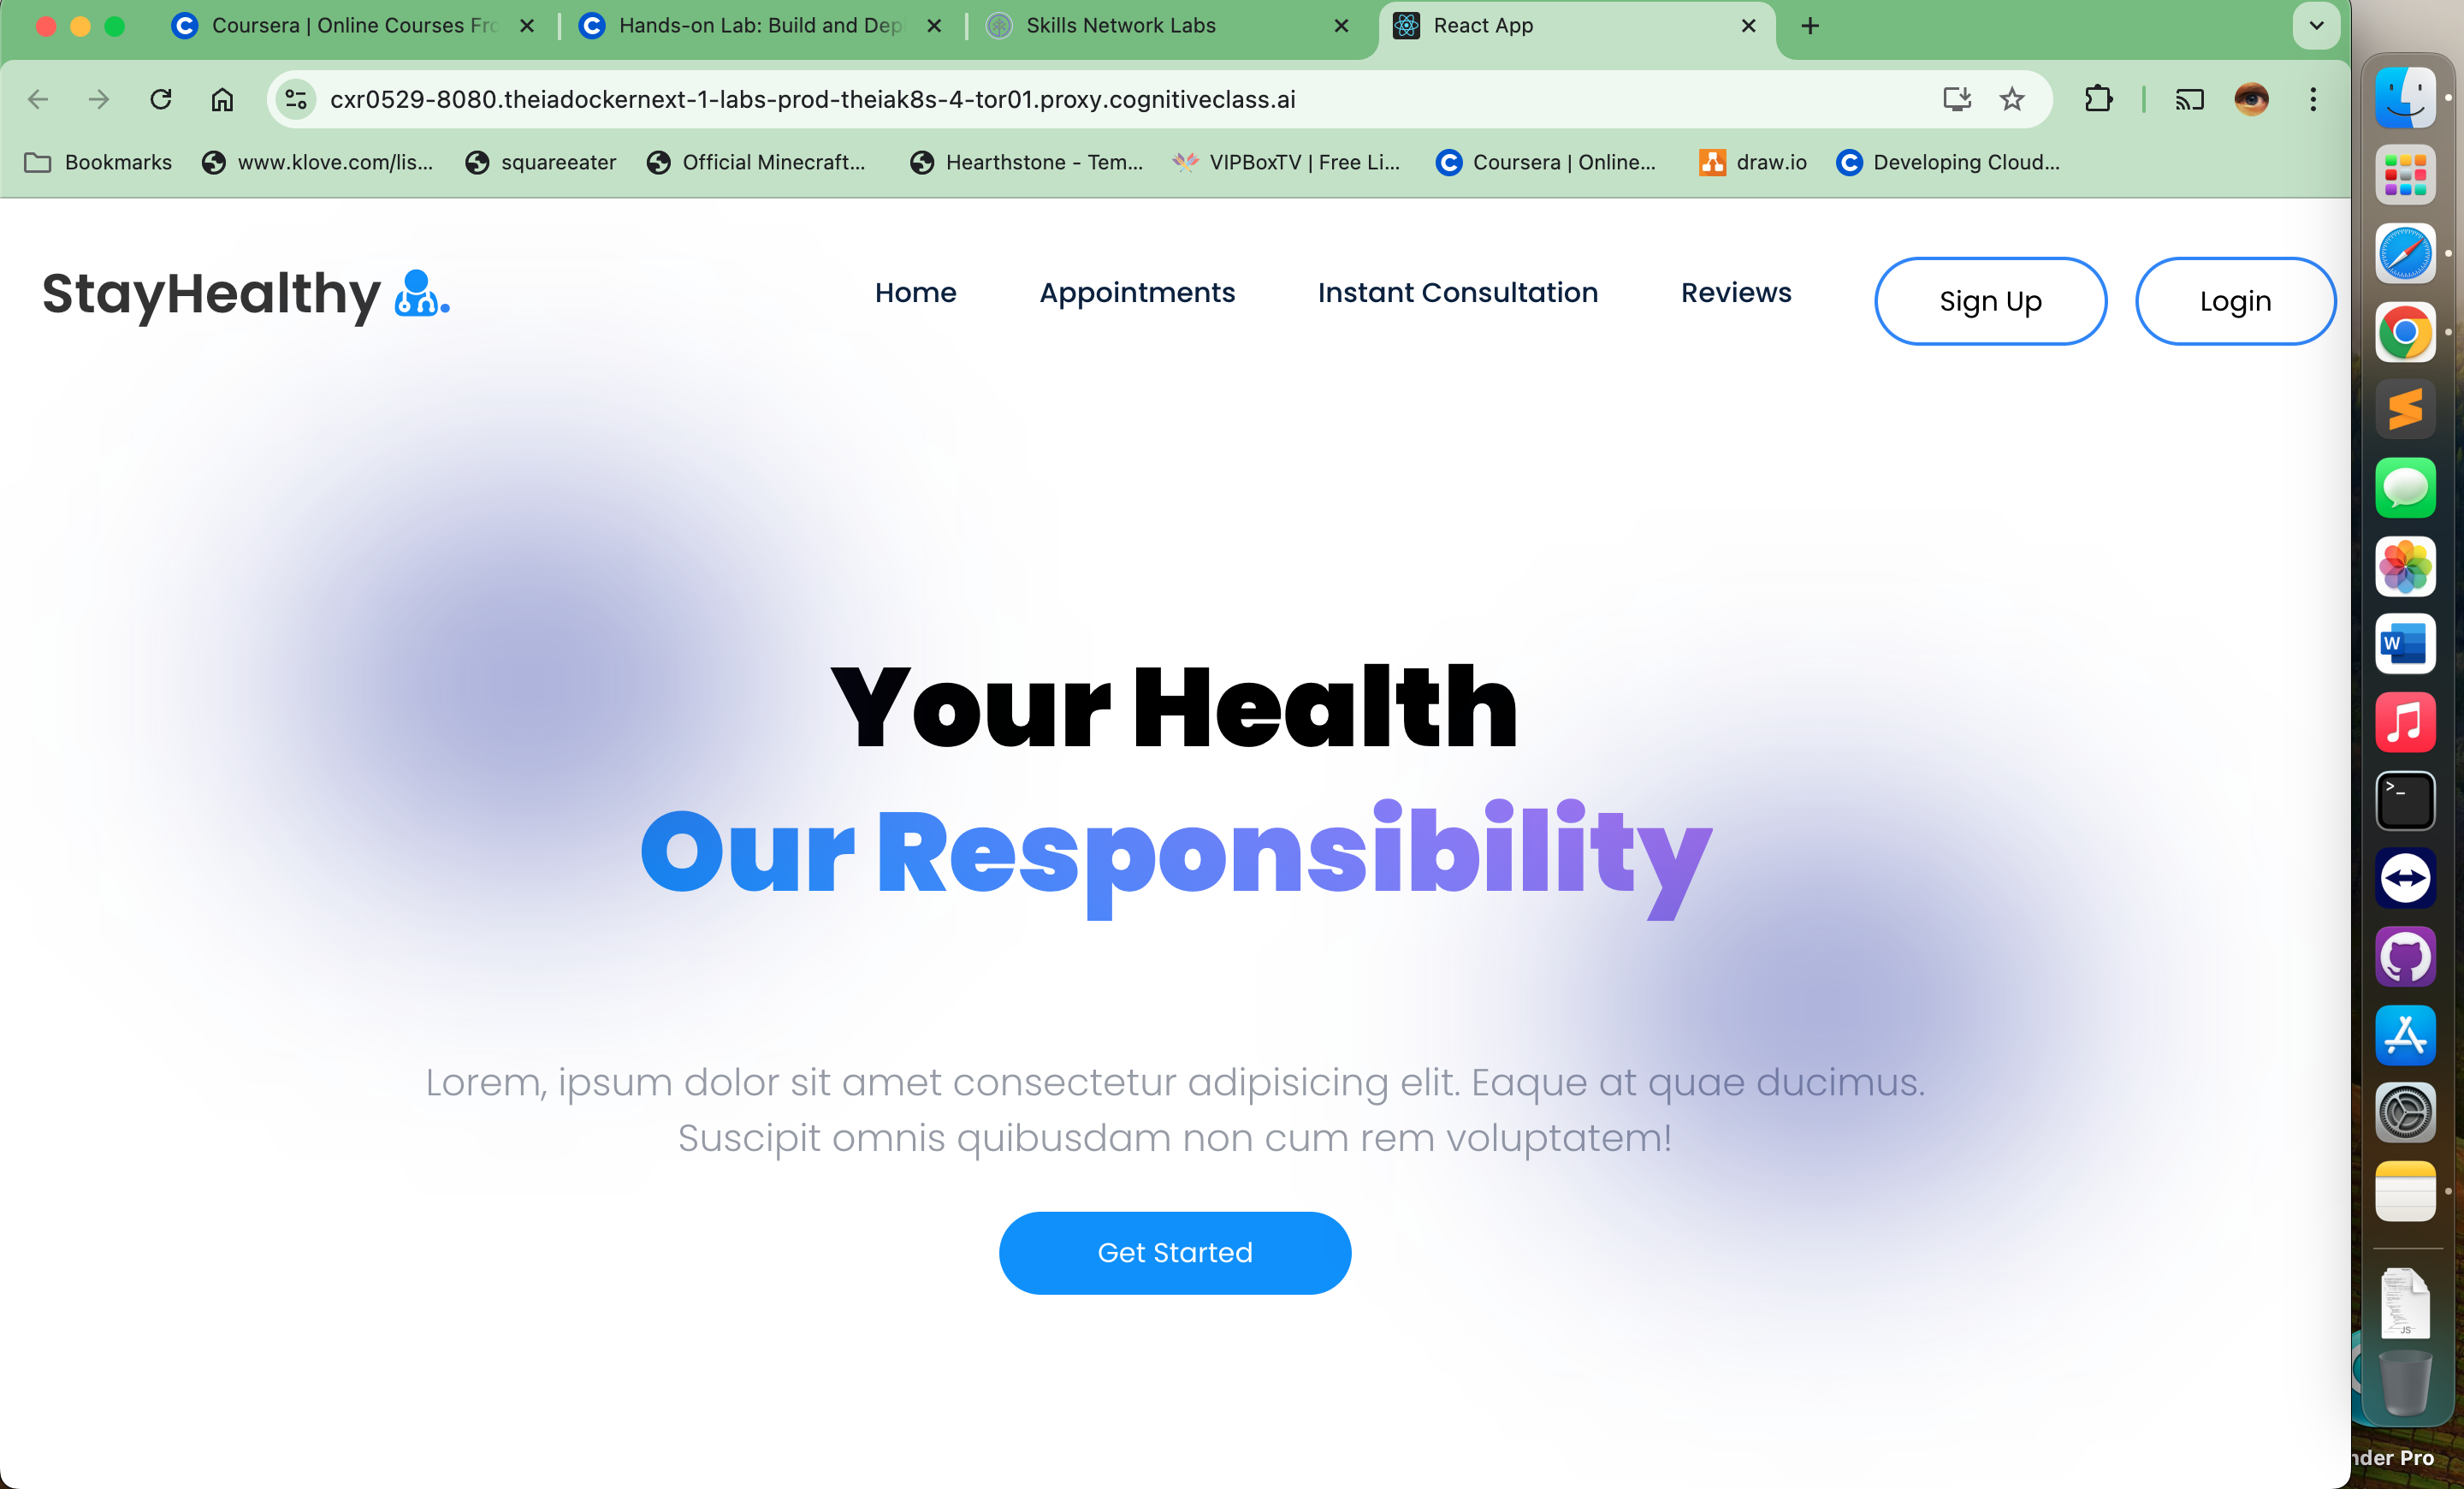 Coursera | Online Courses Fro
Hands-on Lab: Build and Dep
Skills Network Labs
React App
cxr0529-8080.theiadockernext-1-labs-prod-theiak8s-4-tor01.proxy.cognitiveclass.ai
Bookmarks
www.klove.com/lis...
squareeater
Official Minecraft...
Hearthstone - Tem...
VIPBoxTV | Free Li...
Coursera | Online...
draw.io
Developing Cloud...
StayHealthy
Home
Appointments
Instant Consultation
Reviews
Sign Up
Login
Your Health
Our Responsibility
Lorem, ipsum dolor sit amet consectetur adipisicing elit. Eaque at quae ducimus.
Suscipit omnis quibusdam non cum rem voluptatem!
Get Started
W
>_
JS
nder Pro